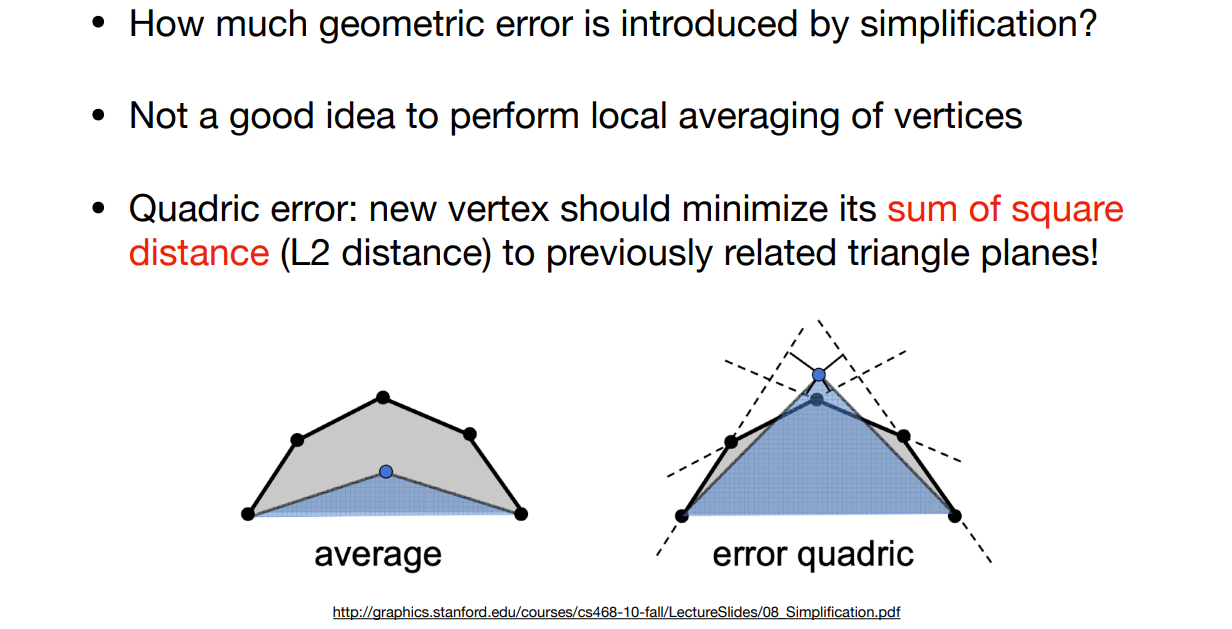 • How much geometric error is introduced by simplification?
• Not a good idea to perform local averaging of vertices
• Quadric error: new vertex should minimize its sum of square
distance (L2 distance) to previously related triangle planes!
average
error quadric
http://graphics.stanford.edu/courses/cs468-10-fall/LectureSlides/08_Simplification.pdf